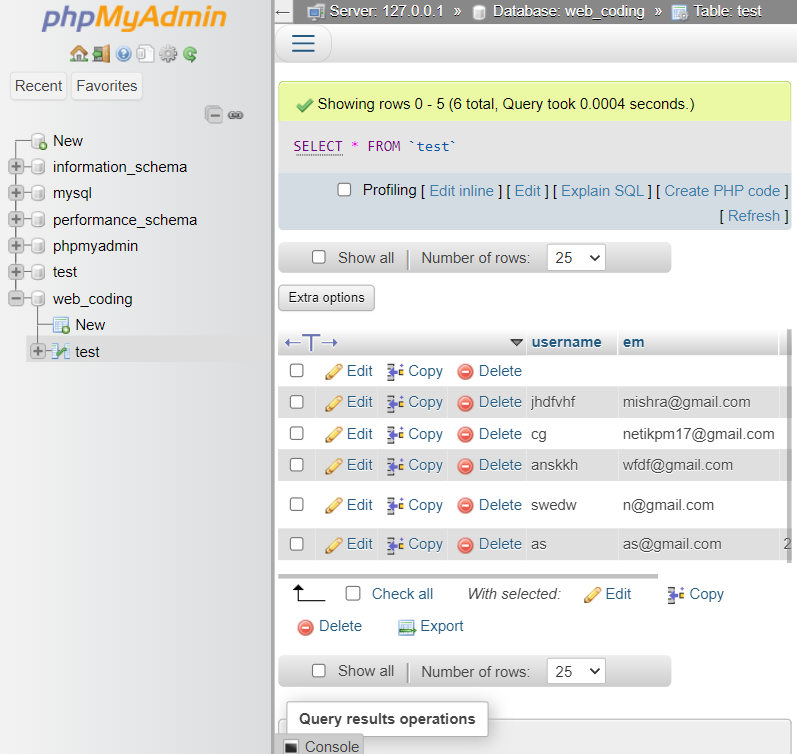 phpMyAdmin
Recent Favorites
New
information_schema
mysql
performance_schema
phpmyadmin
test
web_coding
New
test
Server: 127.0.0.1 » Database: web_coding » Table: test
Showing rows 0 - 5 (6 total, Query took 0.0004 seconds.)
SELECT * FROM `test`
Profiling [ Edit inline ] [ Edit ] [ Explain SQL ] [ Create PHP code ]
[ Refresh ]
Show all Number of rows: 25
Extra options
username em
Edit Copy Delete
Edit Copy Delete jhdfvhf mishra@gmail.com
Edit Copy Delete cg netikpm17@gmail.com
Edit Copy Delete anskkh wfdf@gmail.com
Edit Copy Delete swedw n@gmail.com
Edit Copy Delete as as@gmail.com 2
Check all With selected: Edit Copy
Delete Export
Show all Number of rows: 25
Query results operations
Console